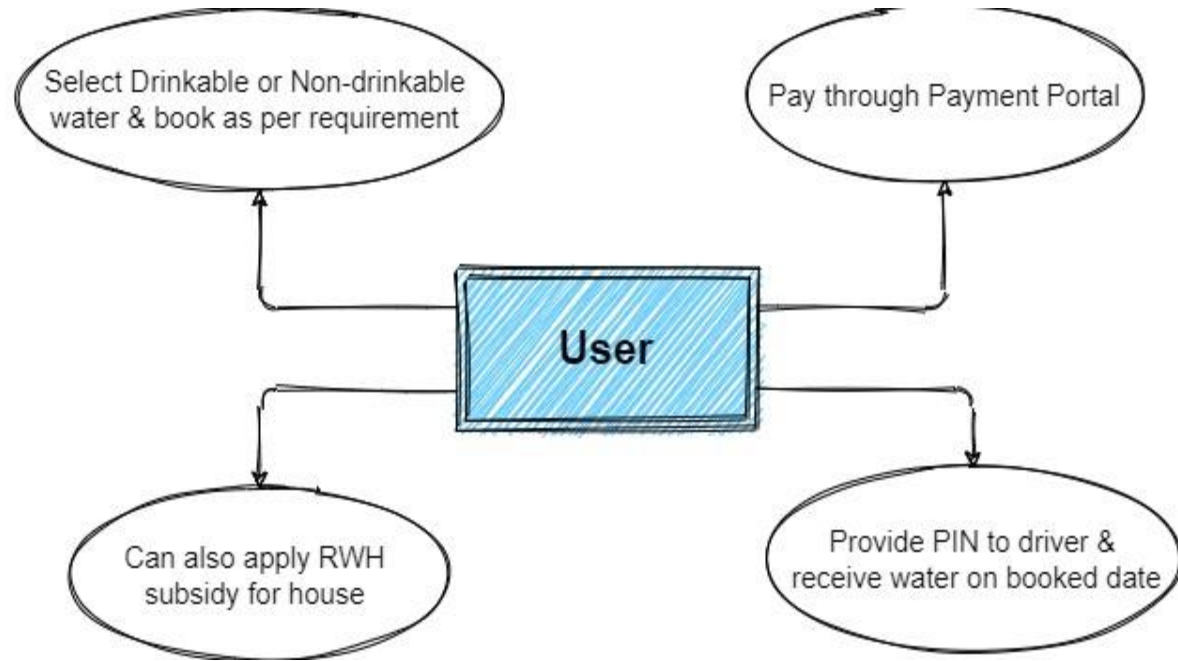 Select Drinkable or Non-drinkable
water & book as per requirement
Pay through Payment Portal
User
Can also apply RWH
subsidy for house
Provide PIN to driver &
receive water on booked date